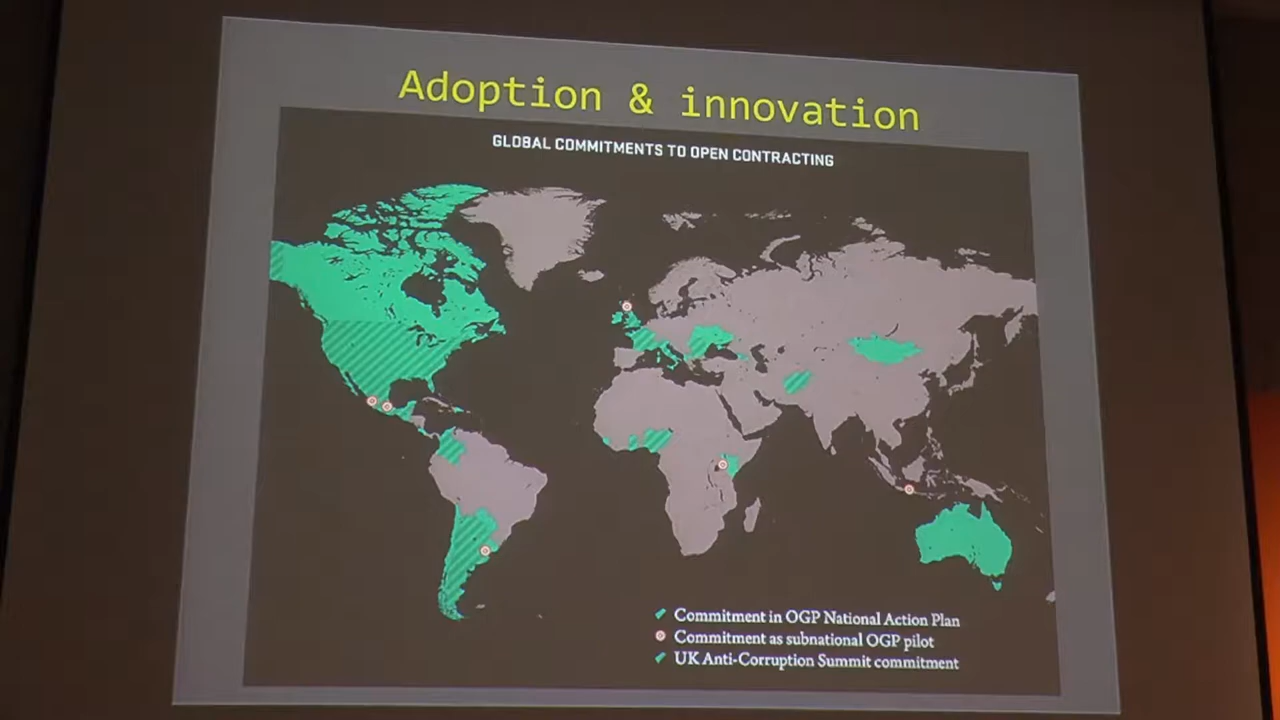 Adoption & innovation
GLOBAL COMMITMENTS TO OPEN CONTRACTING
Commitment in OGP National Action Plan
Commitment as subnational OGP pilot
UK Anti-Corruption Summit commitment